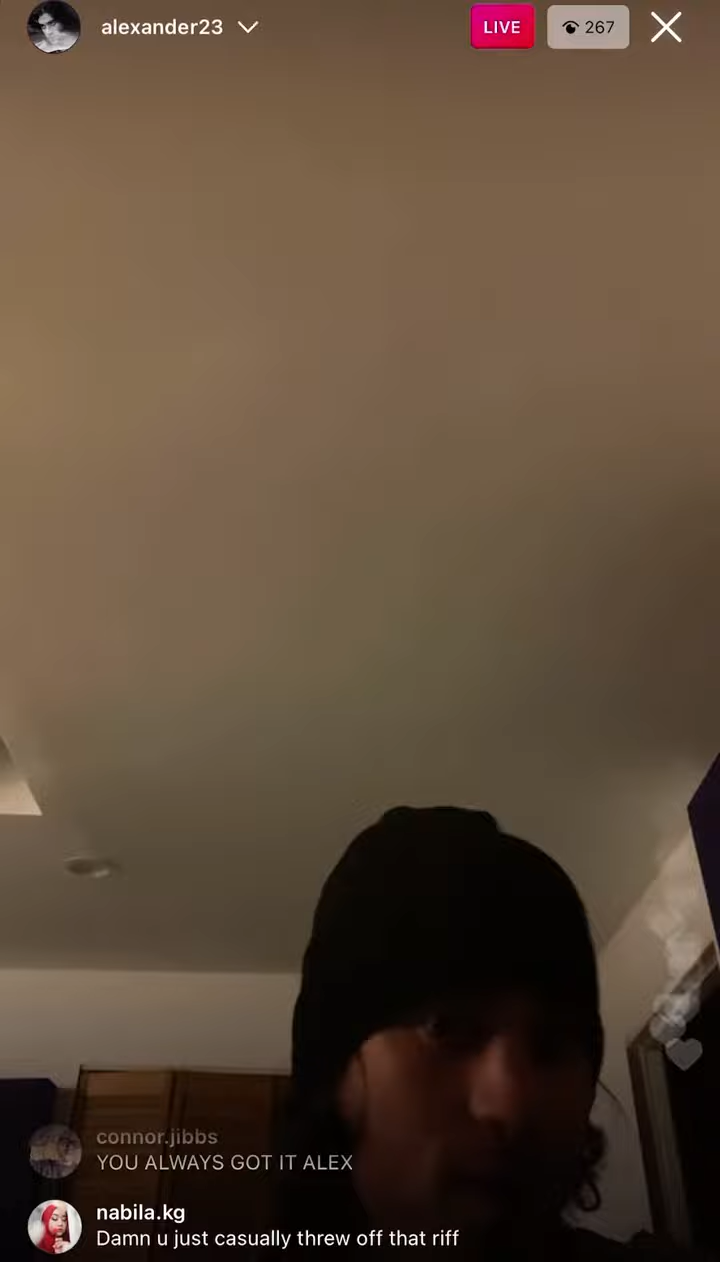 alexander23
LIVE
267
connor.jibbs
YOU ALWAYS GOT IT ALEX
nabila.kg
Damn u just casually threw off that riff